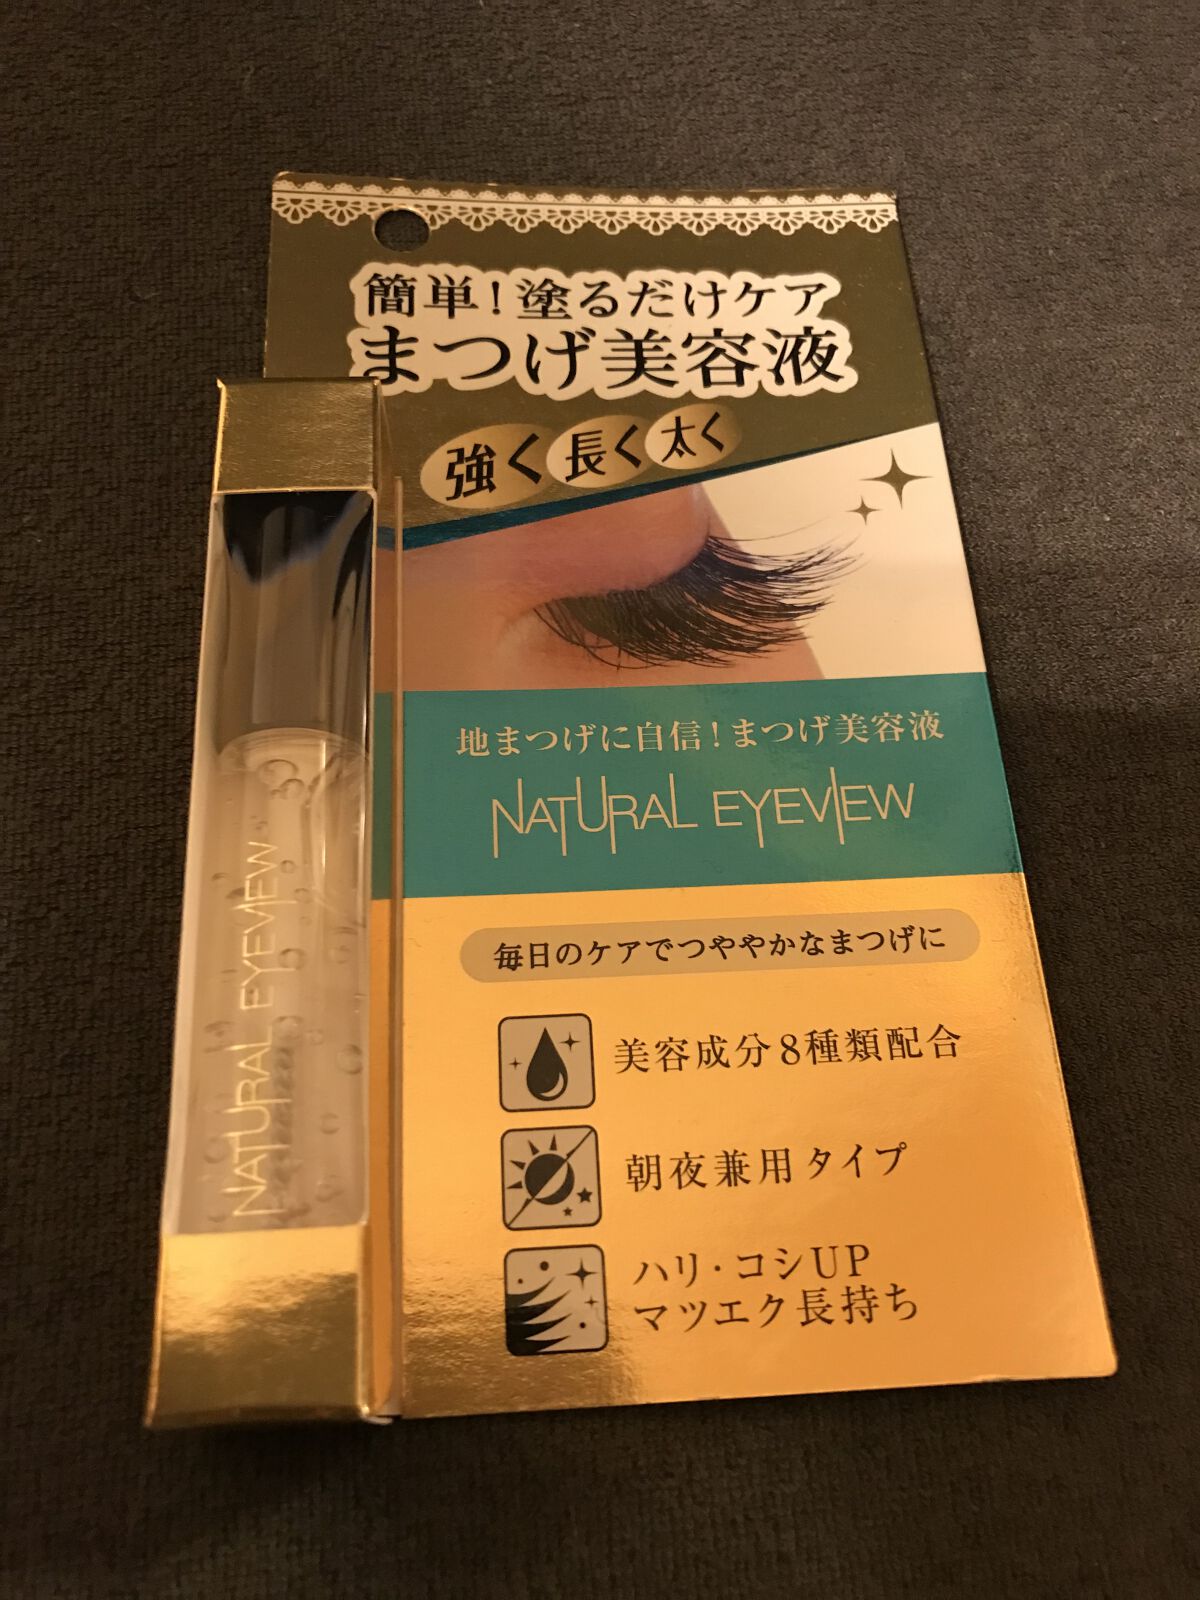 簡単!塗るだけケア
まつげ美容液
強く長く太く
地まつげに自信!まつげ美容液
NATURAL EYEVIEW
毎日のケアでつややかなまつげに
美容成分8種類配合
朝夜兼用タイプ
ハリ・コシUP
マツエク長持ち
NATURAL EYEVIEW